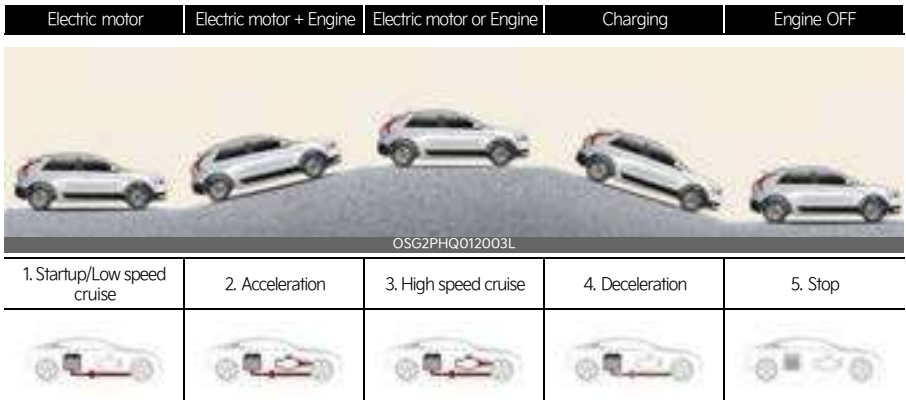 Electric motor
Electric motor + Engine
Electric motor or Engine
Charging
Engine OFF
OSG2PHQ012003L
1. Startup/Low speed
cruise
2. Acceleration
3. High speed cruise
4. Deceleration
5. Stop